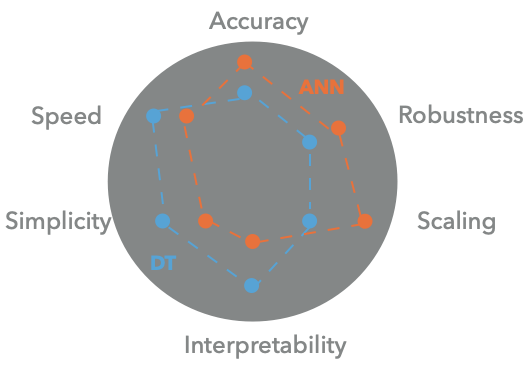 Accuracy
ANN
Speed
Robustness
Simplicity
Scaling
DT
Interpretability